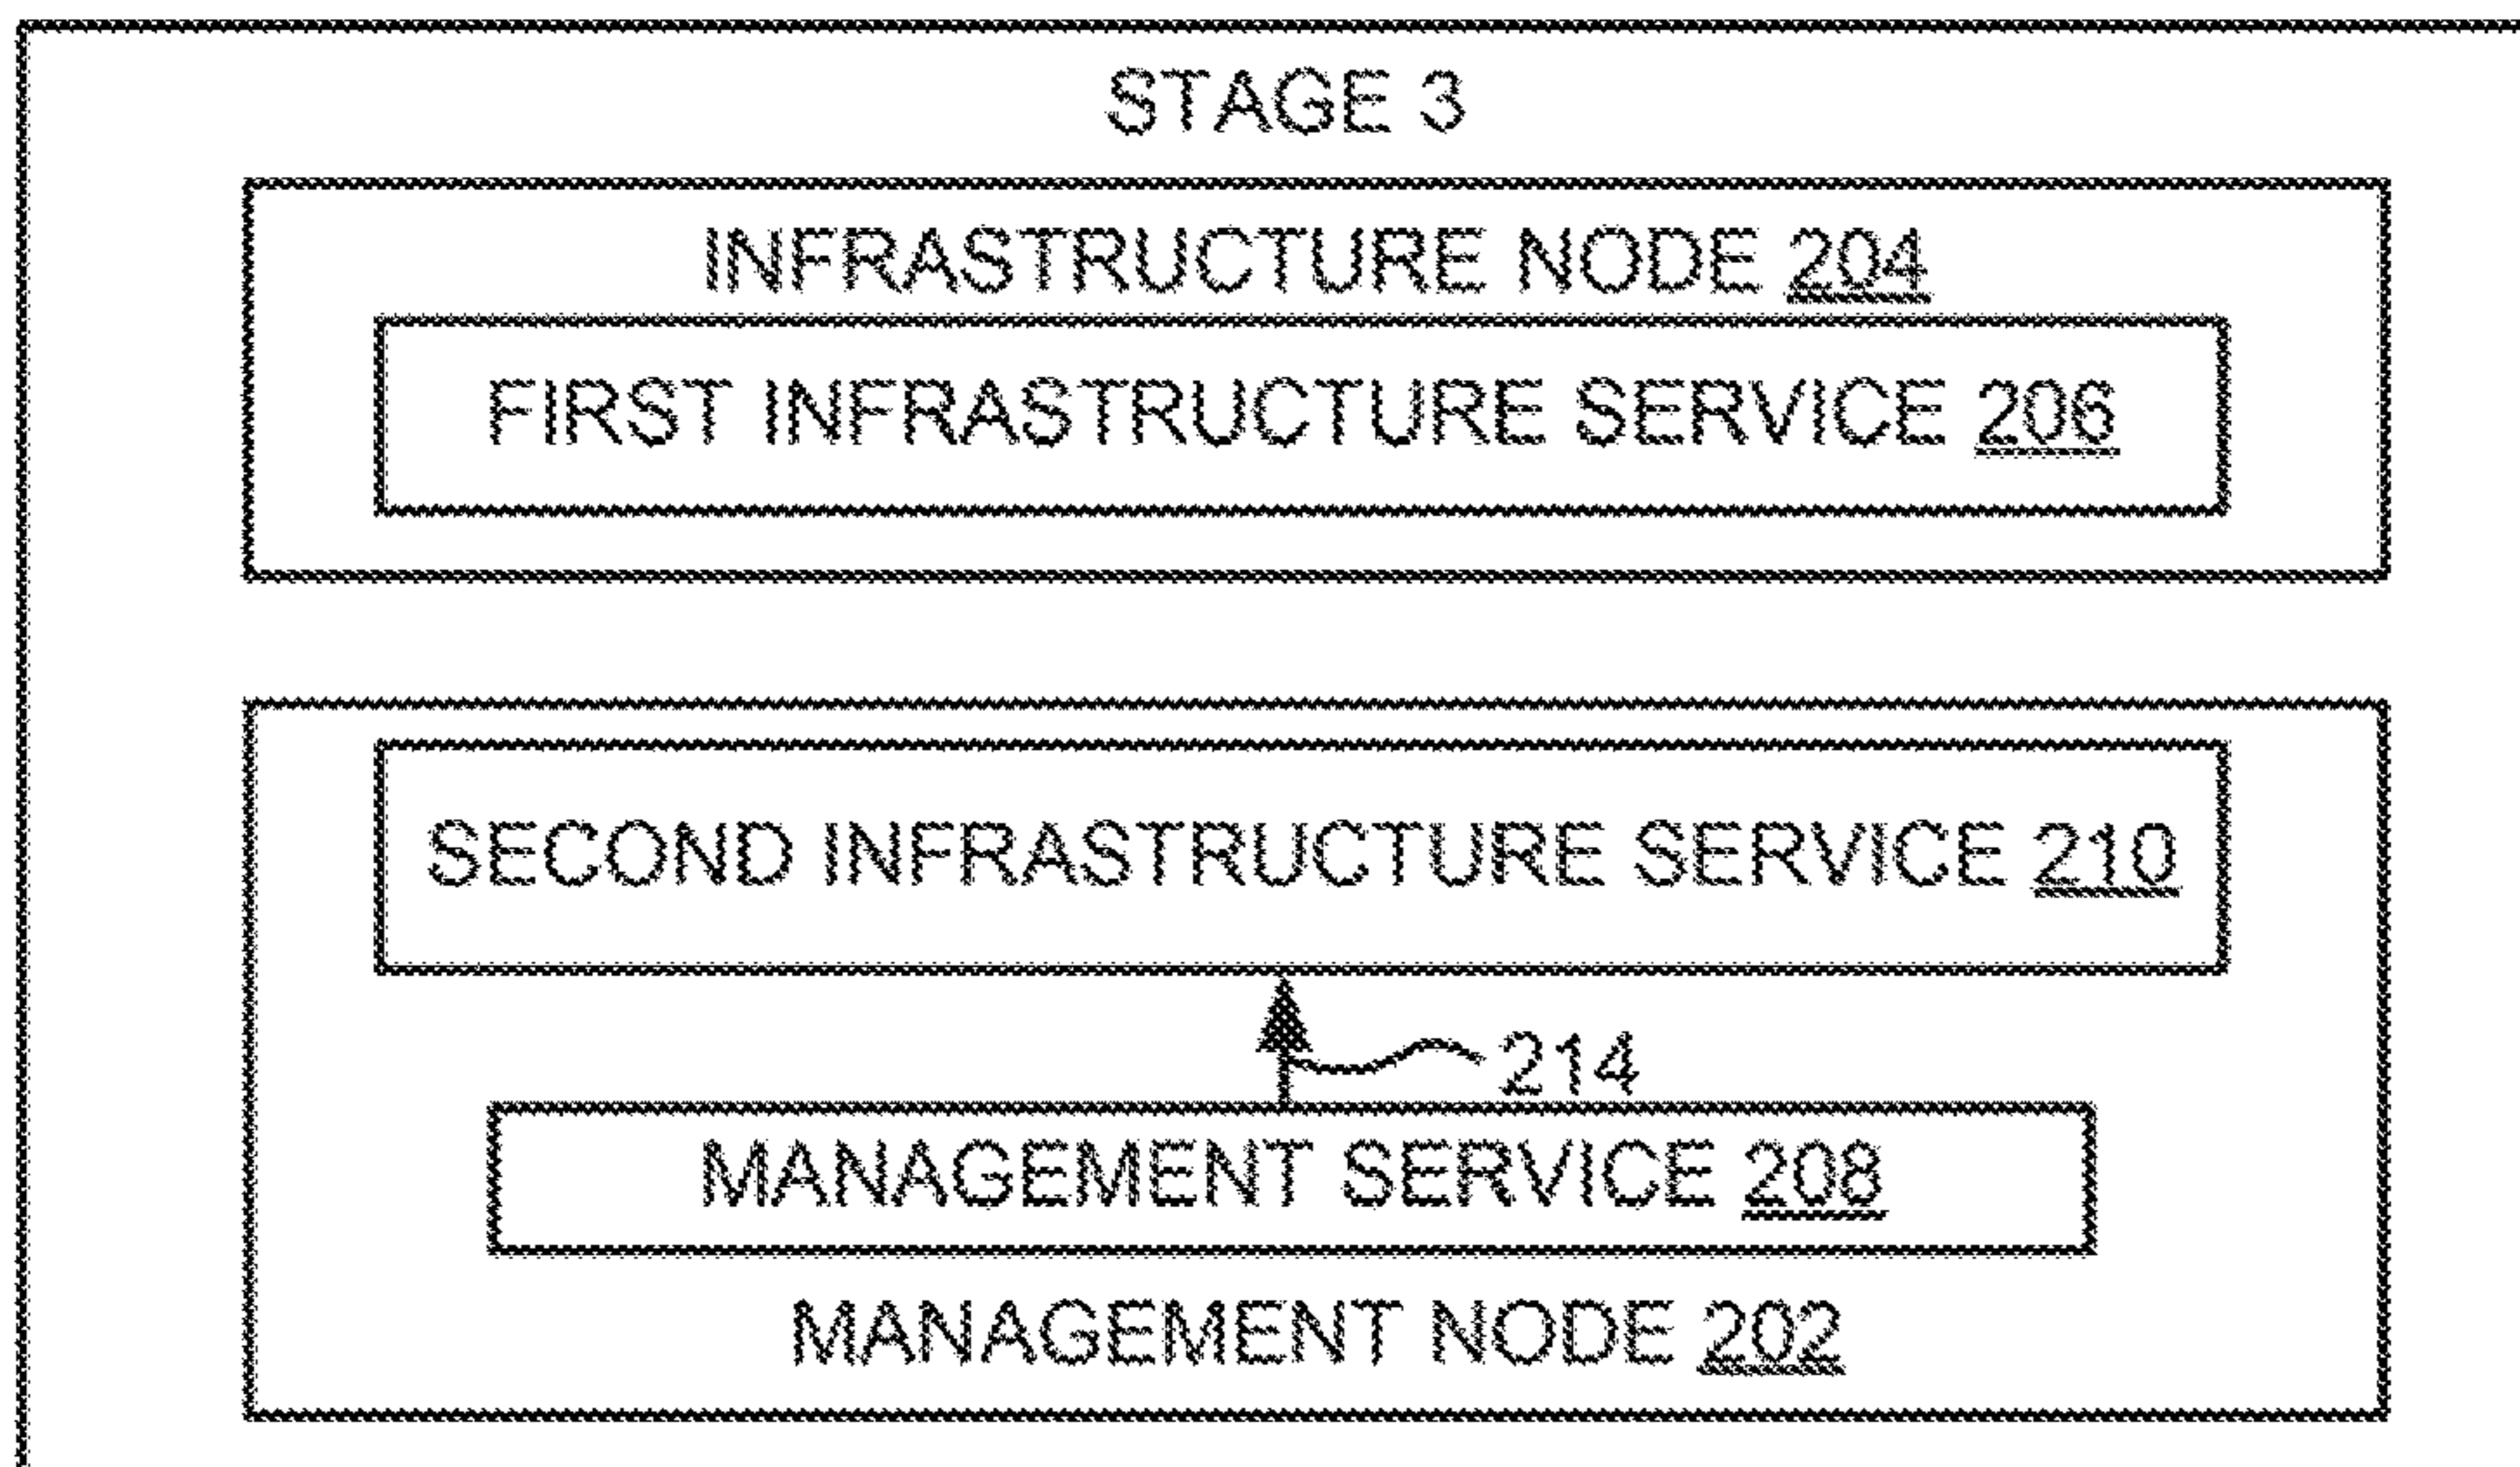 STAGE 3
INFRASTRUCTURE NODE 204
FIRST INFRASTRUCTURE SERVICE 206
SECOND INFRASTRUCTURE SERVICE 210
214
MANAGEMENT SERVICE 208
MANAGEMENT NODE 202